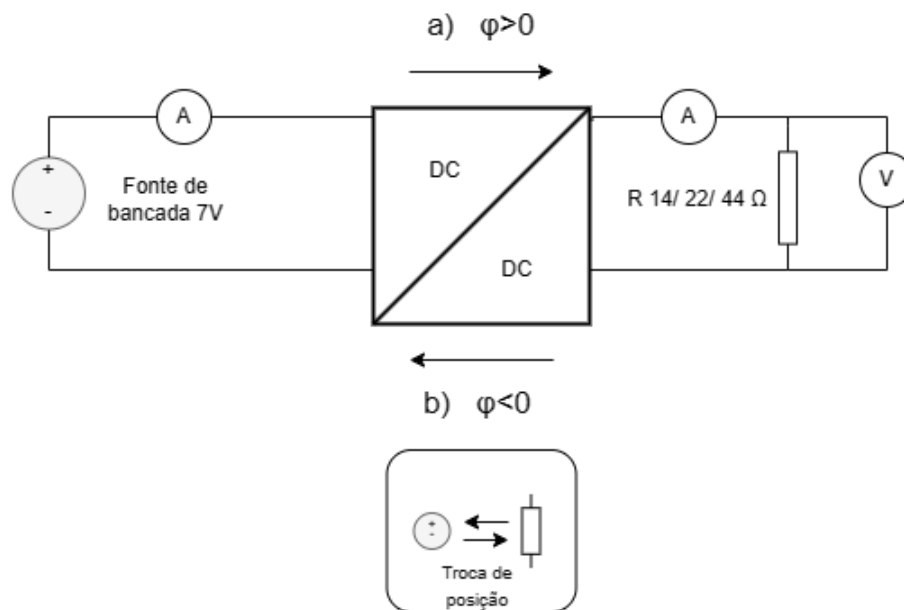 a) φ>0
A
A
DC
+
-
Fonte de
bancada 7V
R 14/ 22/ 44 Ω
V
DC
b) φ<0
+
-
Troca de
posição